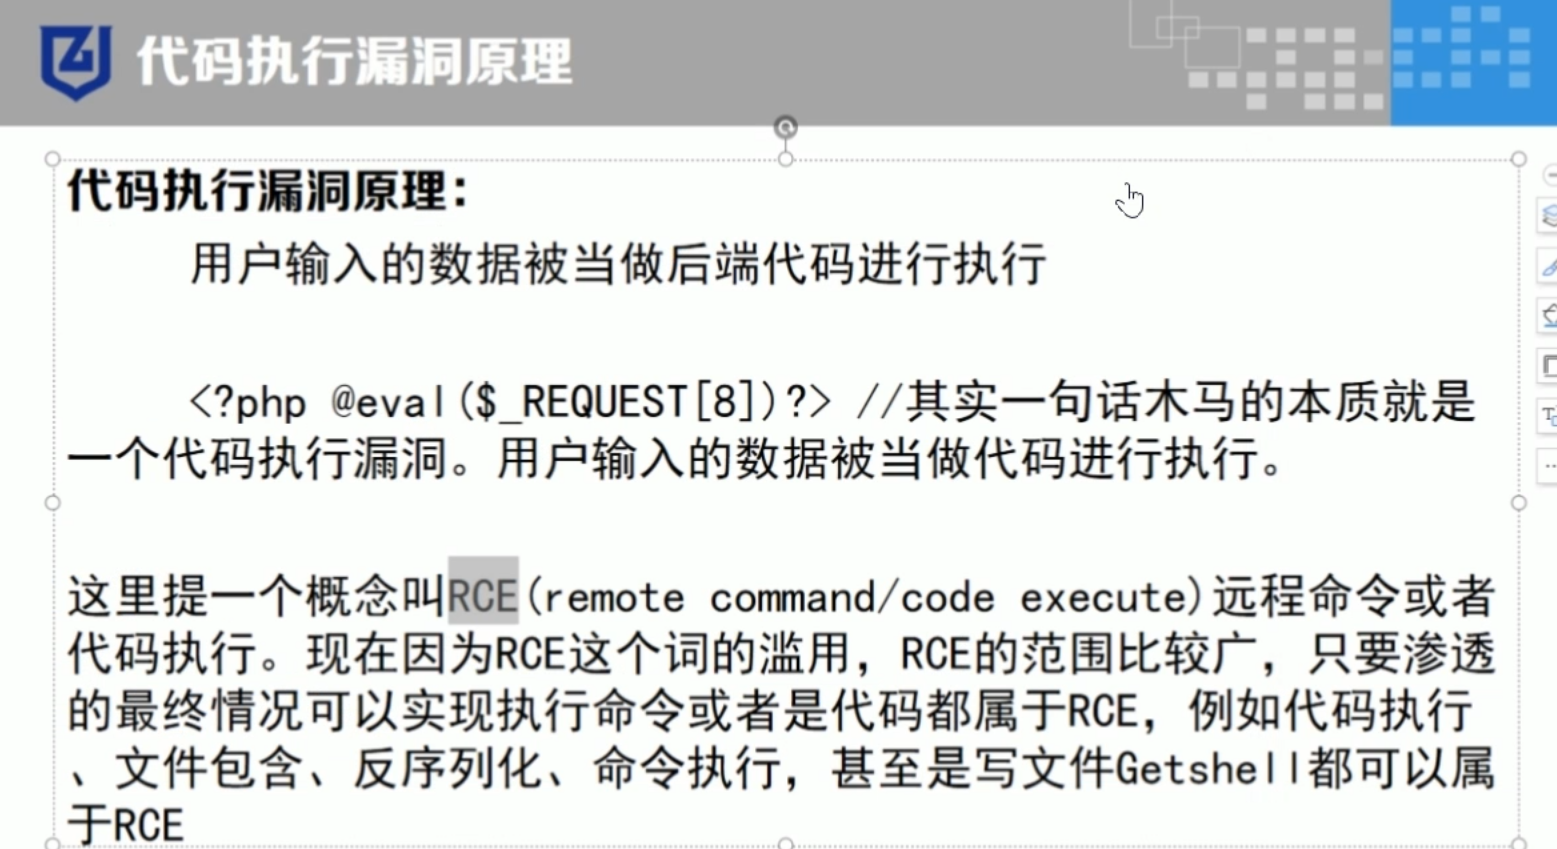 代码执行漏洞原理
代码执行漏洞原理：
用户输入的数据被当做后端代码进行执行
<?php @eval($_REQUEST[8])?> //其实一句话木马的本质就是
一个代码执行漏洞。用户输入的数据被当做代码进行执行。
这里提一个概念叫RCE(remote command/code execute)远程命令或者
代码执行。现在因为RCE这个词的滥用，RCE的范围比较广，只要渗透
的最终情况可以实现执行命令或者是代码都属于RCE，例如代码执行
、文件包含、反序列化、命令执行，甚至是写文件Getshell都可以属
于RCE